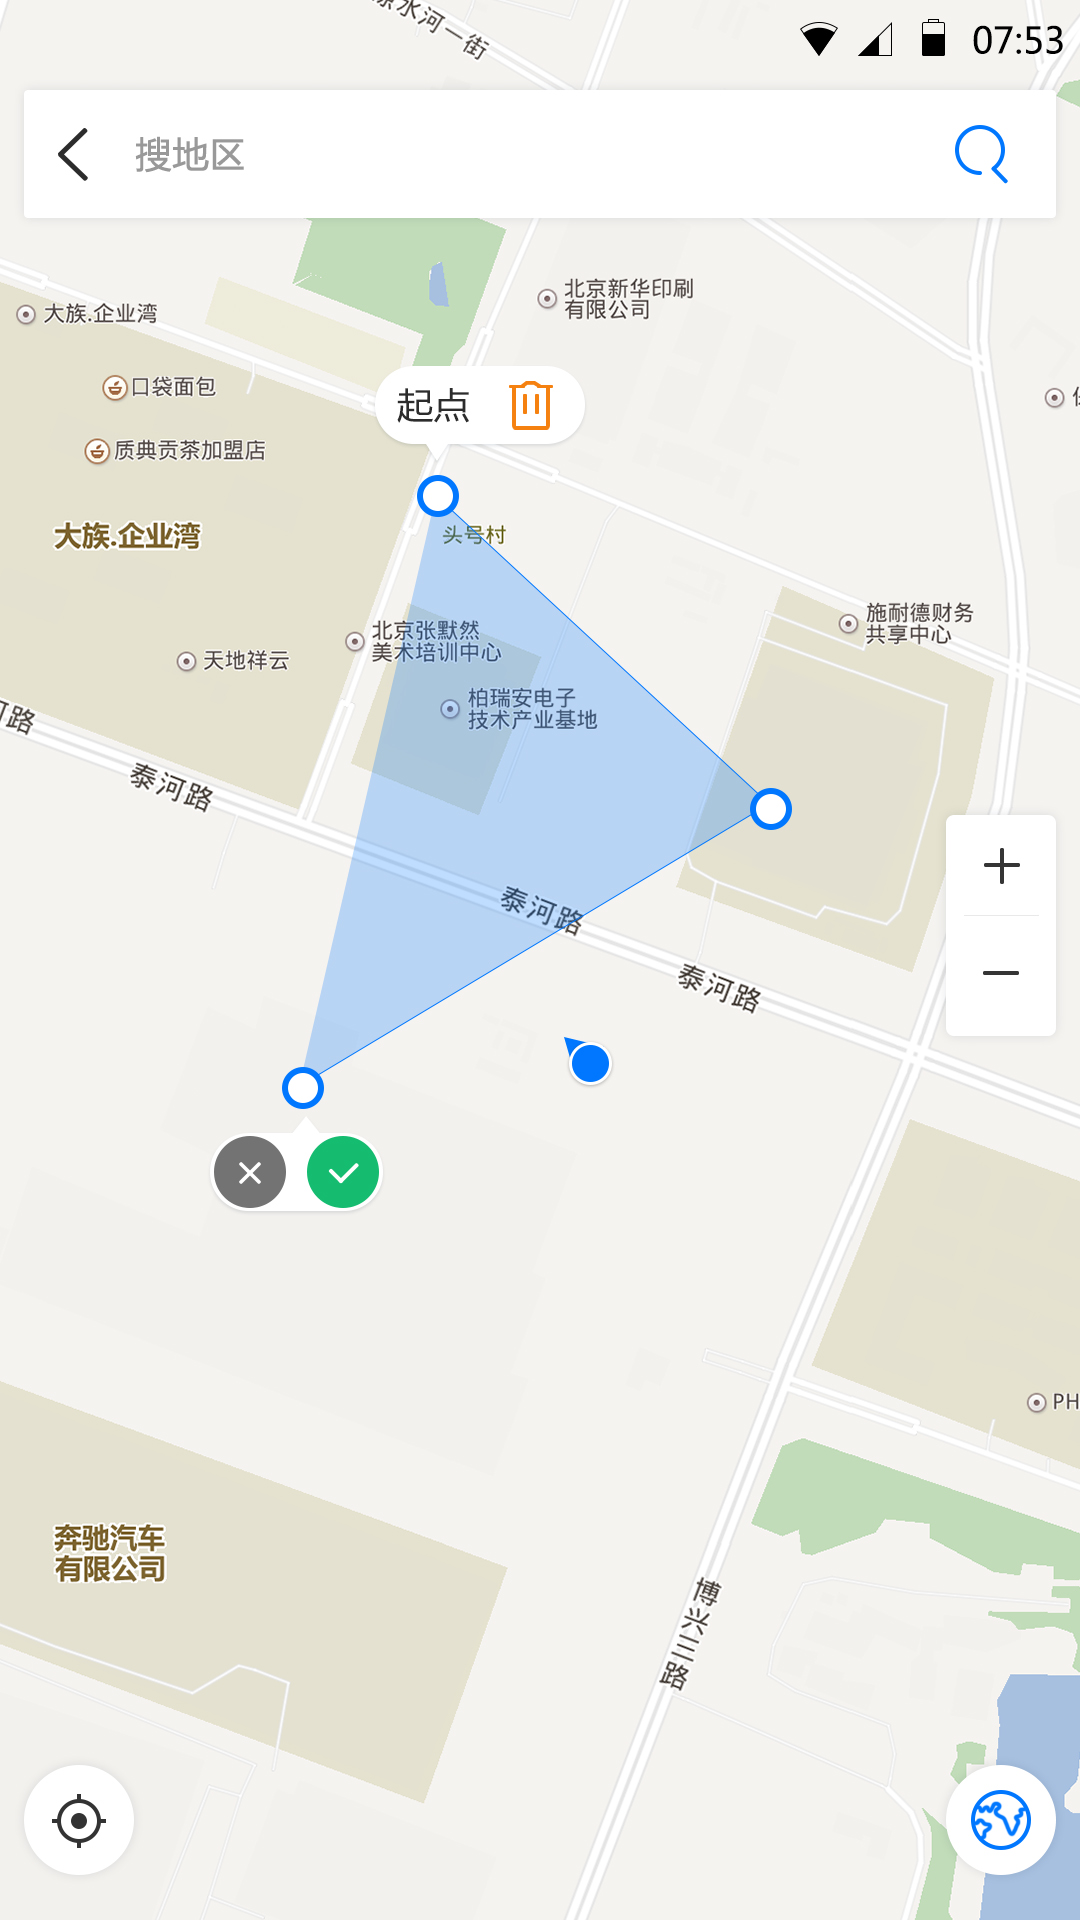 07:53
搜地区
水河一街
北京新华印刷
有限公司
大族.企业湾
口袋面包
起点
质典贡茶加盟店
大族.企业湾
头号村
施耐德财务
共享中心
北京张默然
美术培训中心
天地祥云
柏瑞安电子
技术产业基地
河路
泰河路
泰河路
泰河路
PH
奔驰汽车
有限公司
博兴三路